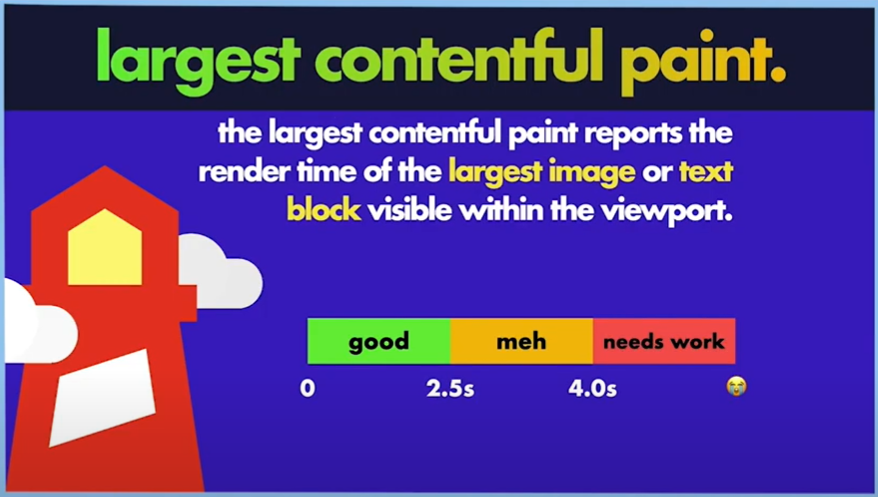 largest contentful paint.
the largest contentful paint reports the
render time of the largest image or text
block visible within the viewport.
good meh needs work
0 2.5s 4.0s 😭